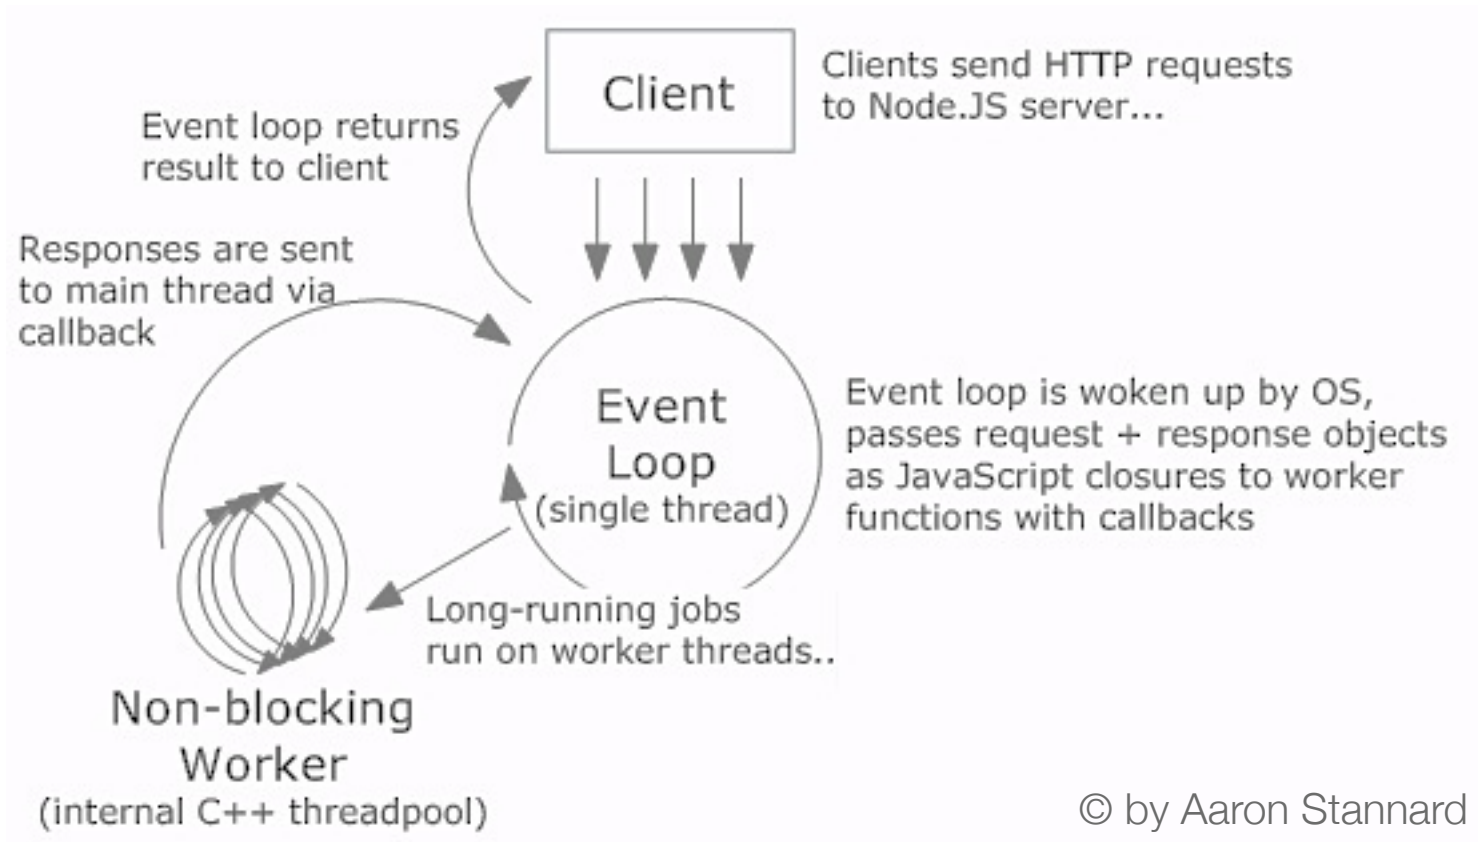 Client
Clients send HTTP requests
to Node.JS server...
Event loop returns
result to client
Responses are sent
to main thread via
callback
Event
Loop
(single thread)
Event loop is woken up by OS,
passes request + response objects
as JavaScript closures to worker
functions with callbacks
Long-running jobs
run on worker threads..
Non-blocking
Worker
(internal C++ threadpool)
© by Aaron Stannard